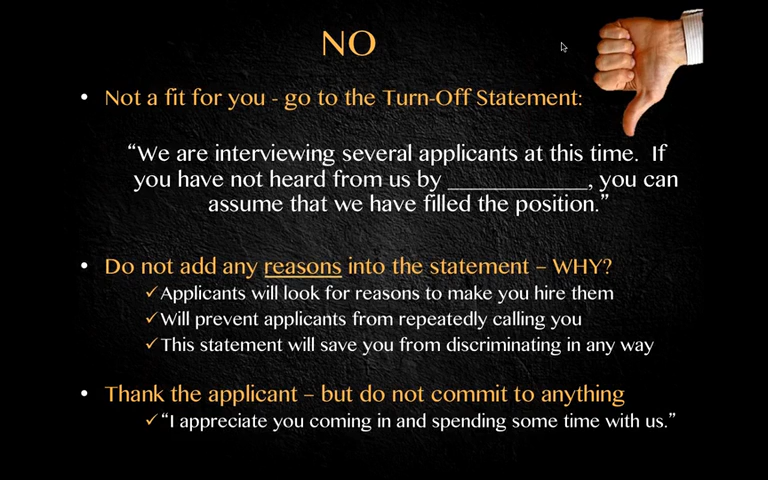 NO
• Not a fit for you - go to the Turn-Off Statement:
“We are interviewing several applicants at this time. If
you have not heard from us by ____________, you can
assume that we have filled the position.”
• Do not add any reasons into the statement – WHY?
✓Applicants will look for reasons to make you hire them
✓Will prevent applicants from repeatedly calling you
✓This statement will save you from discriminating in any way
• Thank the applicant – but do not commit to anything
✓“I appreciate you coming in and spending some time with us.”